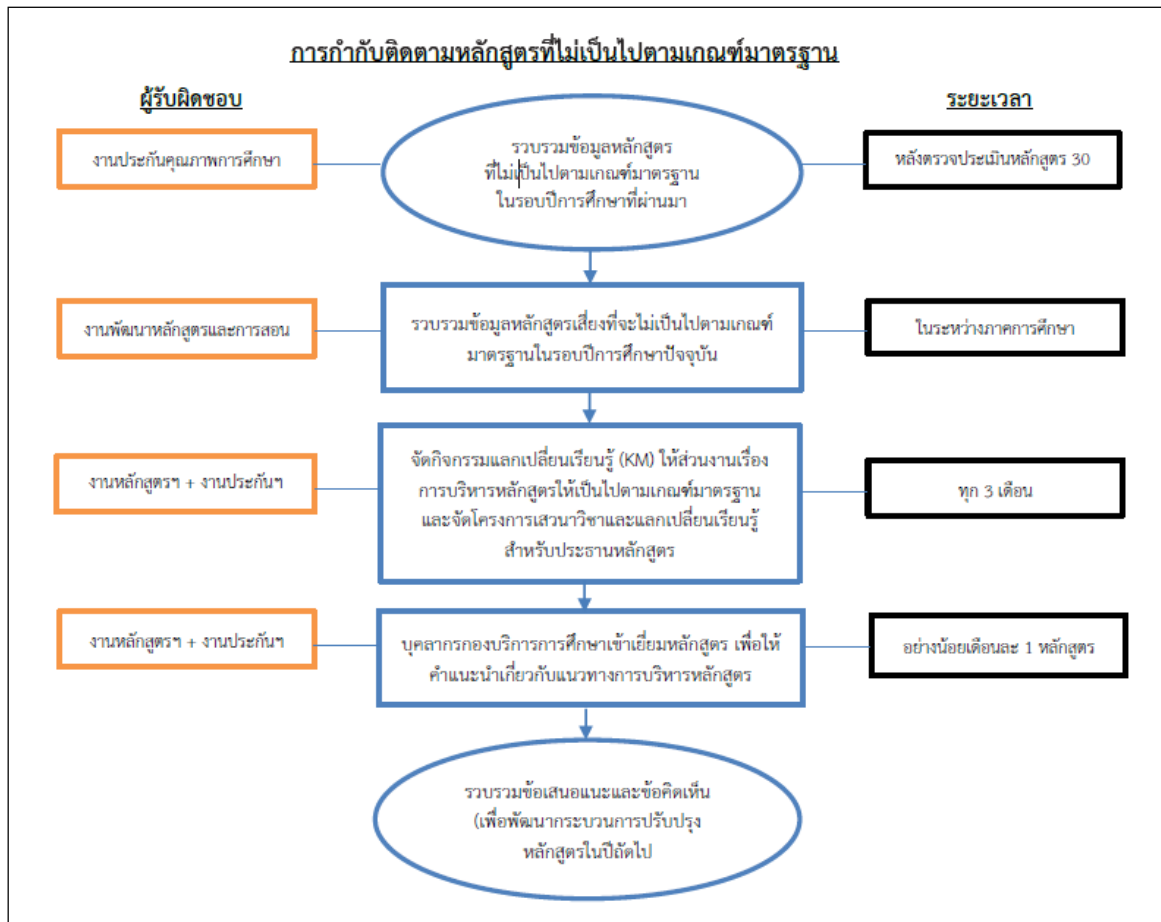 การกำกับติดตามหลักสูตรที่ไม่เป็นไปตามเกณฑ์มาตรฐาน
ผู้รับผิดชอบ
ระยะเวลา
งานประกันคุณภาพการศึกษา
รวบรวมข้อมูลหลักสูตร
ที่ไม่เป็นไปตามเกณฑ์มาตรฐาน
ในรอบปีการศึกษาที่ผ่านมา
หลังตรวจประเมินหลักสูตร 30
งานพัฒนาหลักสูตรและการสอน
รวบรวมข้อมูลหลักสูตรเสี่ยงที่จะไม่เป็นไปตามเกณฑ์
มาตรฐานในรอบปีการศึกษาปัจจุบัน
ในระหว่างภาคการศึกษา
งานหลักสูตรฯ + งานประกันฯ
จัดกิจกรรมแลกเปลี่ยนเรียนรู้ (KM) ให้ส่วนงานเรื่อง
การบริหารหลักสูตรให้เป็นไปตามเกณฑ์มาตรฐาน
และจัดโครงการเสวนาวิชาและแลกเปลี่ยนเรียนรู้
สำหรับประธานหลักสูตร
ทุก 3 เดือน
งานหลักสูตรฯ + งานประกันฯ
บุคลากรกองบริการการศึกษาเข้าเยี่ยมหลักสูตร เพื่อให้
คำแนะนำเกี่ยวกับแนวทางการบริหารหลักสูตร
อย่างน้อยเดือนละ 1 หลักสูตร
รวบรวมข้อเสนอแนะและข้อคิดเห็น
(เพื่อพัฒนากระบวนการปรับปรุง
หลักสูตรในปีถัดไป